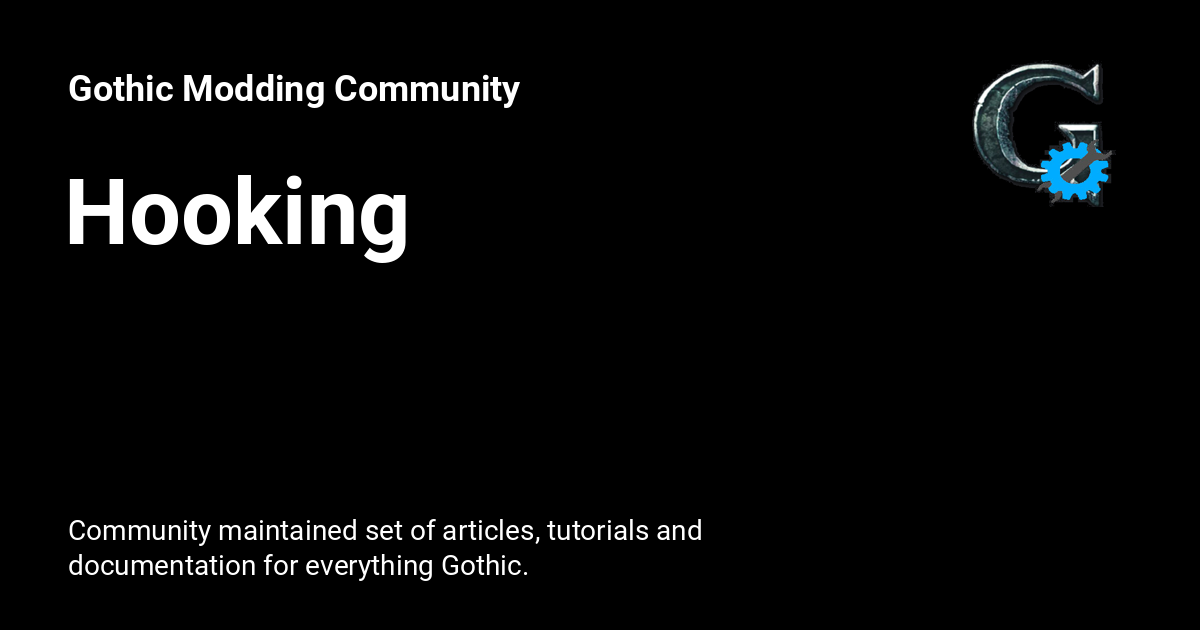 Gothic Modding Community
G
Hooking
Community maintained set of articles, tutorials and
documentation for everything Gothic.